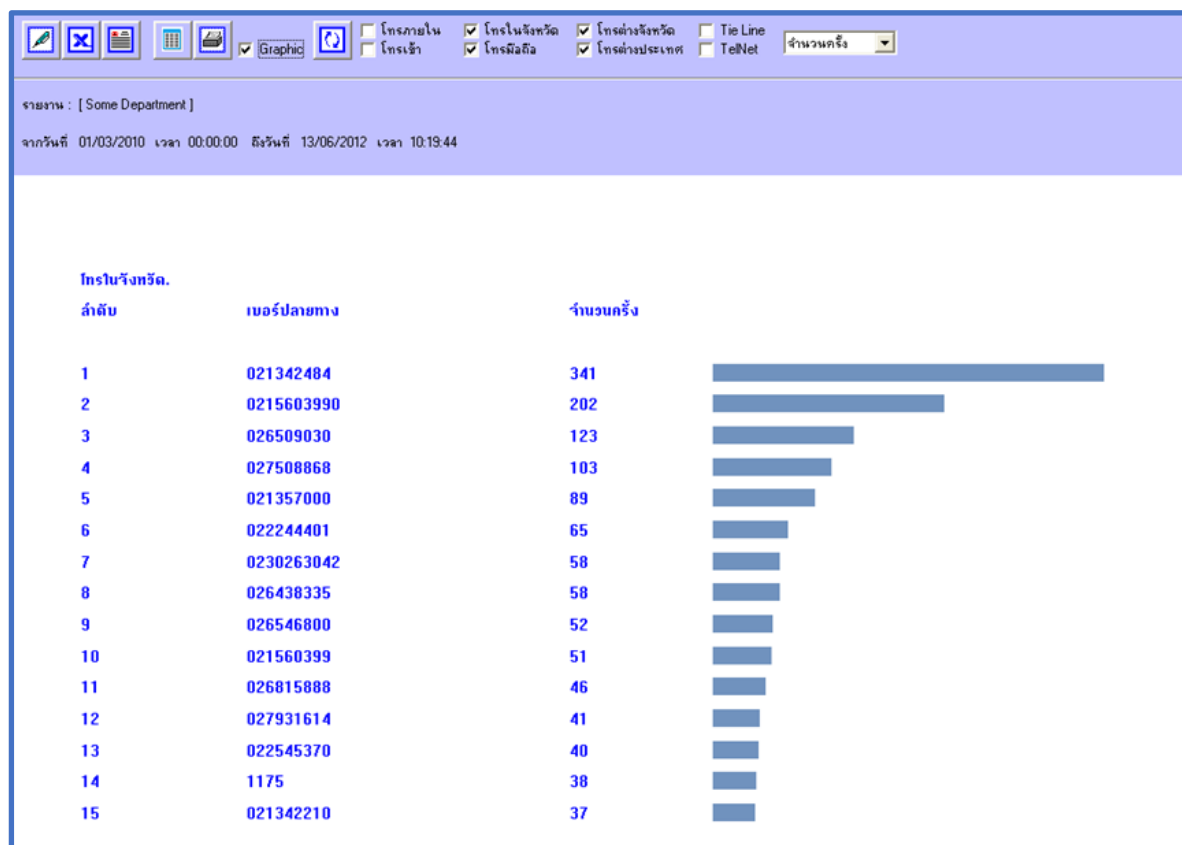 โทรภายใน โทรในจังหวัด โทรต่างจังหวัด Tie Line
Graphic โทรเข้า โทรมือถือ โทรต่างประเทศ TelNet จำนวนครั้ง
รายงาน : [ Some Department ]
จากวันที่ 01/03/2010 เวลา 00:00:00 ถึงวันที่ 13/06/2012 เวลา 10:19:44
โทรในจังหวัด.
ลำดับ เบอร์ปลายทาง จำนวนครั้ง
1 021342484 341
2 0215603990 202
3 026509030 123
4 027508868 103
5 021357000 89
6 022244401 65
7 0230263042 58
8 026438335 58
9 026546800 52
10 021560399 51
11 026815888 46
12 027931614 41
13 022545370 40
14 1175 38
15 021342210 37